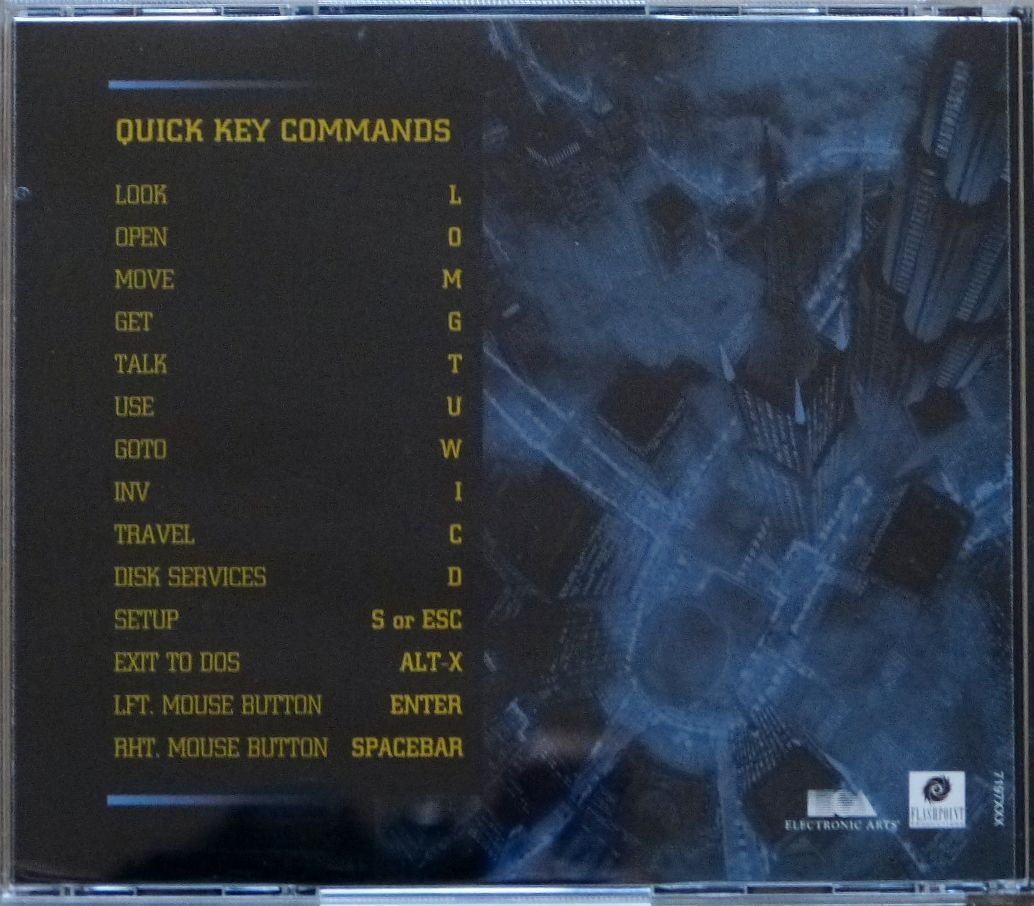 QUICK KEY COMMANDS
LOOK L
OPEN O
MOVE M
GET G
TALK T
USE U
GOTO W
INV I
TRAVEL C
DISK SERVICES D
SETUP S or ESC
EXIT TO DOS ALT-X
LFT. MOUSE BUTTON ENTER
RHT. MOUSE BUTTON SPACEBAR
ELECTRONIC ARTS
FLASHPOINT
7197XXX